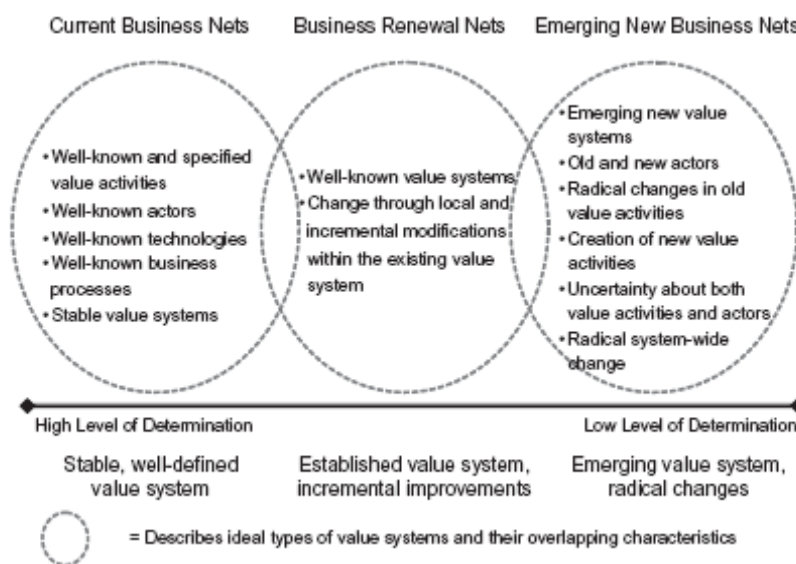 Current Business Nets
Business Renewal Nets
Emerging New Business Nets
•Well-known and specified
value activities
•Well-known actors
•Well-known technologies
•Well-known business
processes
•Stable value systems
•Well-known value systems
•Change through local and
incremental modifications
within the existing value
system
•Emerging new value
systems
•Old and new actors
•Radical changes in old
value activities
•Creation of new value
activities
•Uncertainty about both
value activities and actors
•Radical system-wide
change
High Level of Determination
Low Level of Determination
Stable, well-defined
value system
Established value system,
incremental improvements
Emerging value system,
radical changes
= Describes ideal types of value systems and their overlapping characteristics